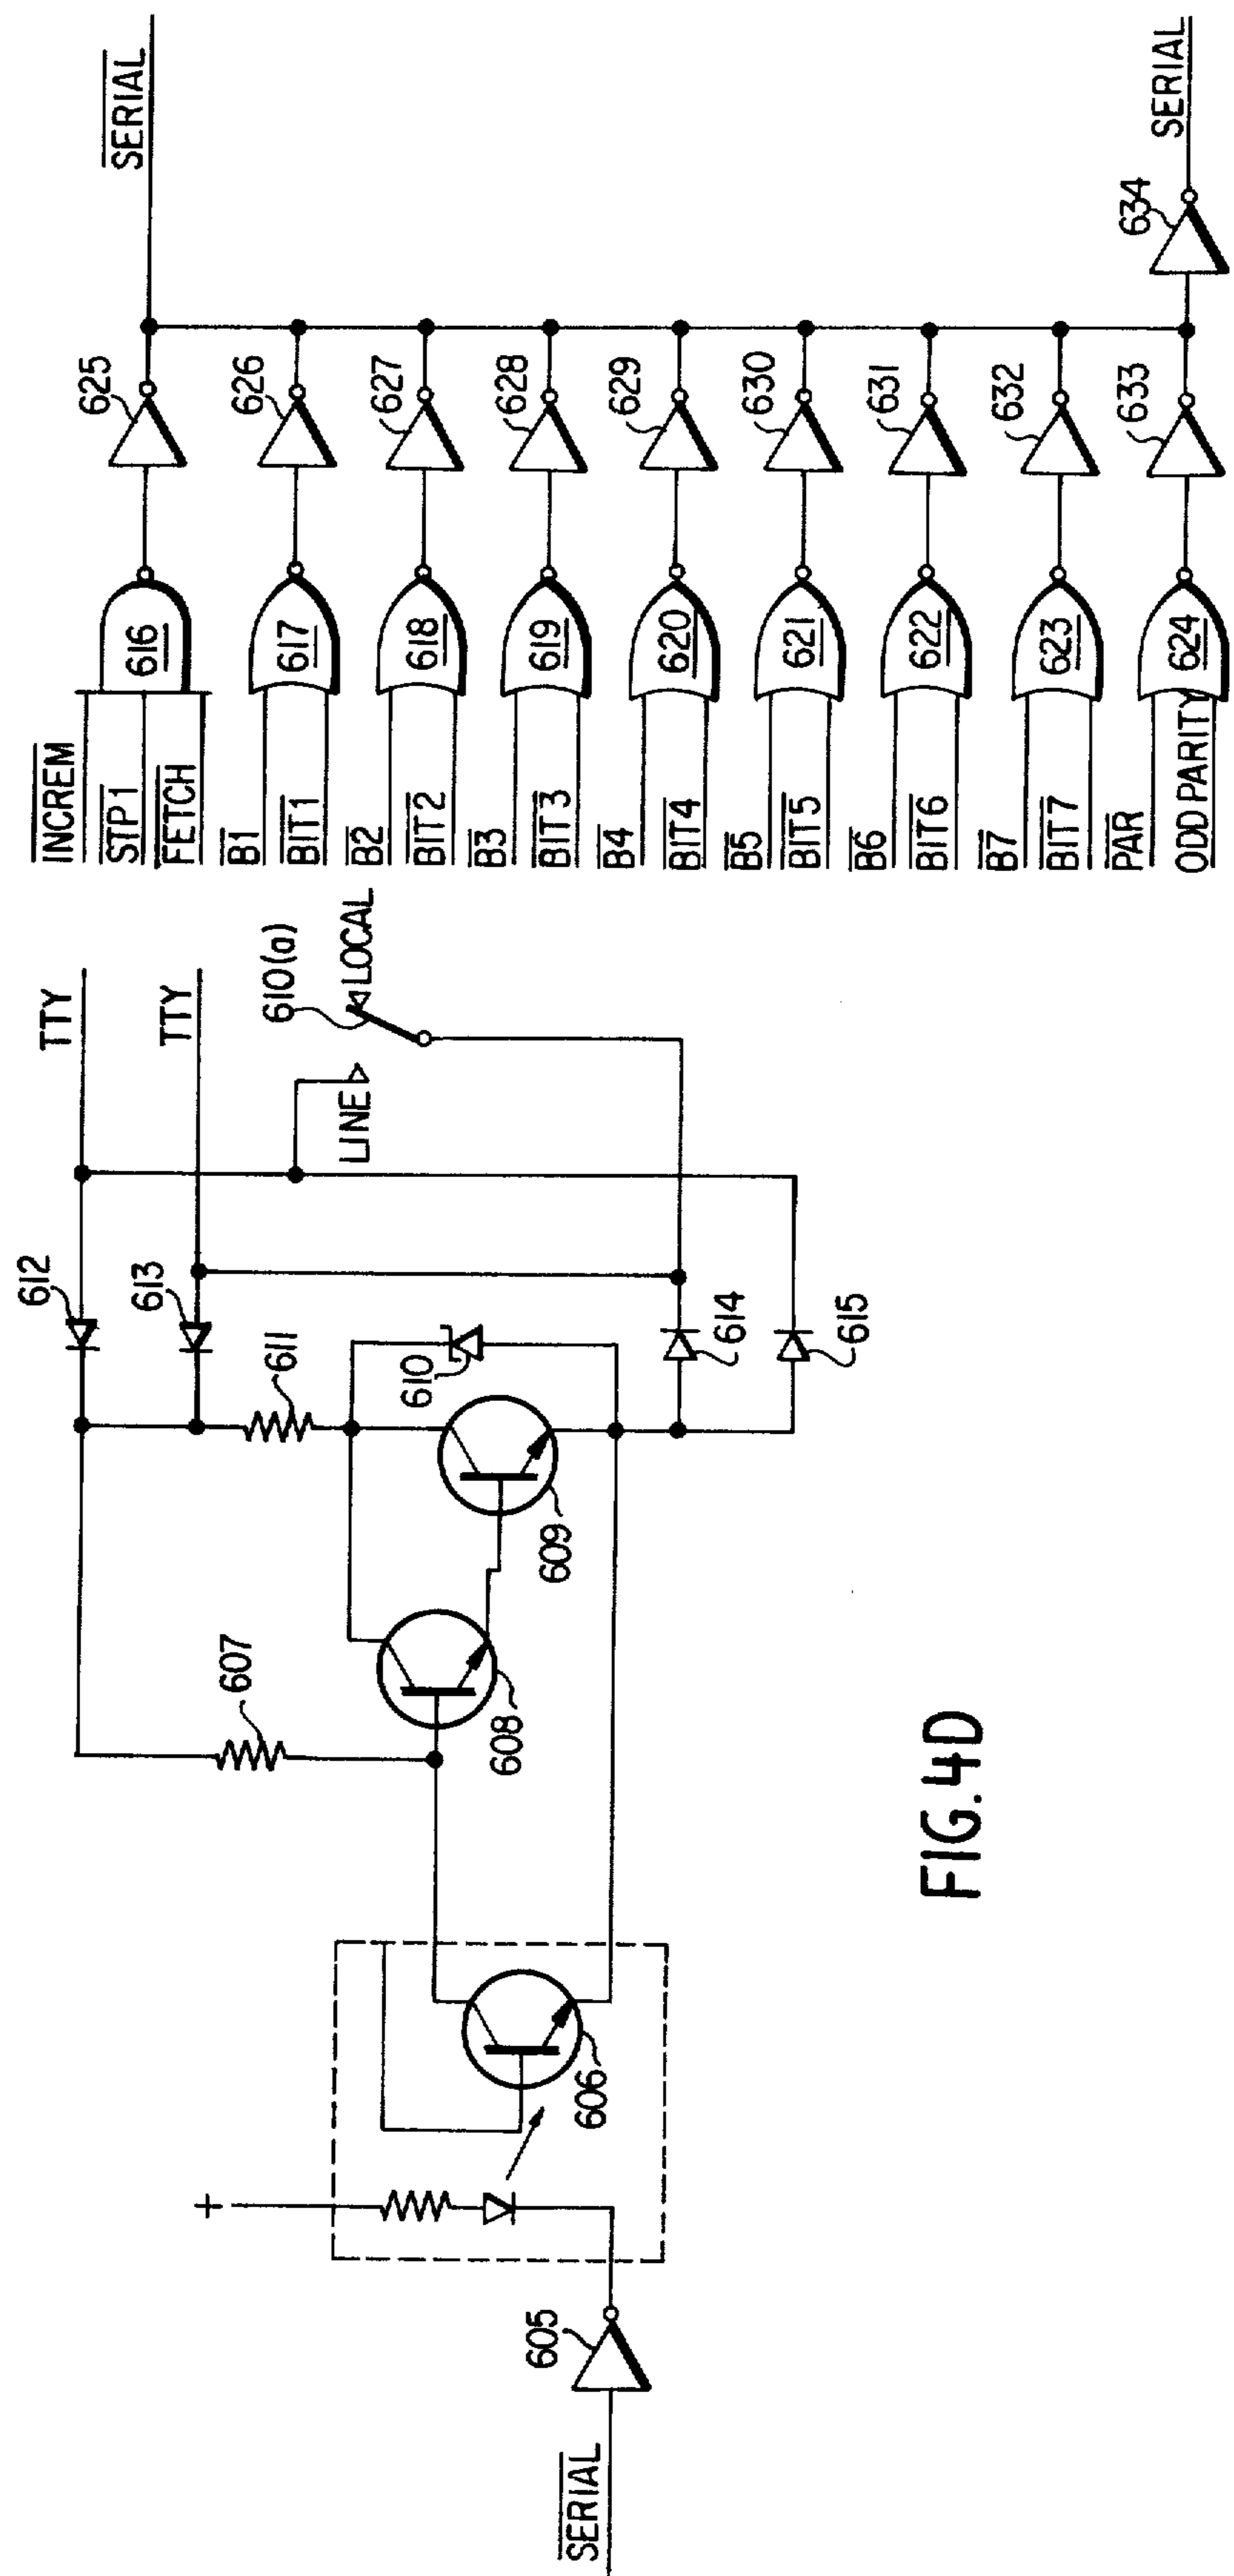 SERIAL
605
606
607
608
609
610
611
612
613
614
615
TTY
TTY
LINE
LOCAL
610(a)
INCREM
STP1
FETCH
B1
BIT1
B2
BIT2
B3
BIT3
B4
BIT4
B5
BIT5
B6
BIT6
B7
BIT7
PAR
ODD PARITY
616
617
618
619
620
621
622
623
624
625
626
627
628
629
630
631
632
633
634
SERIAL
SERIAL
FIG. 4D